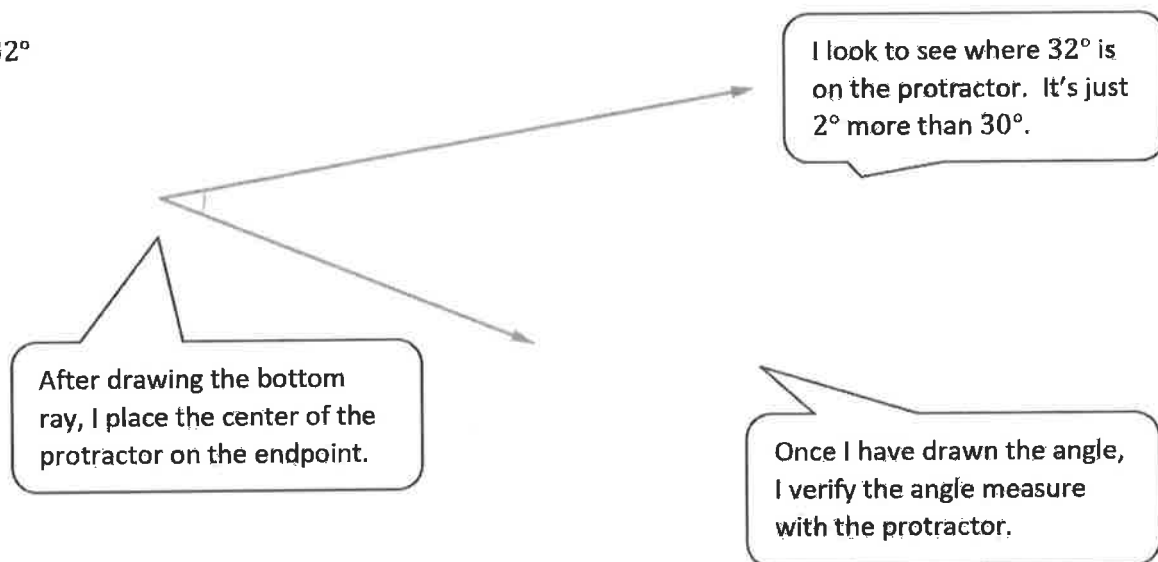 32°
I look to see where 32° is
on the protractor. It's just
2° more than 30°.
After drawing the bottom
ray, I place the center of the
protractor on the endpoint.
Once I have drawn the angle,
I verify the angle measure
with the protractor.